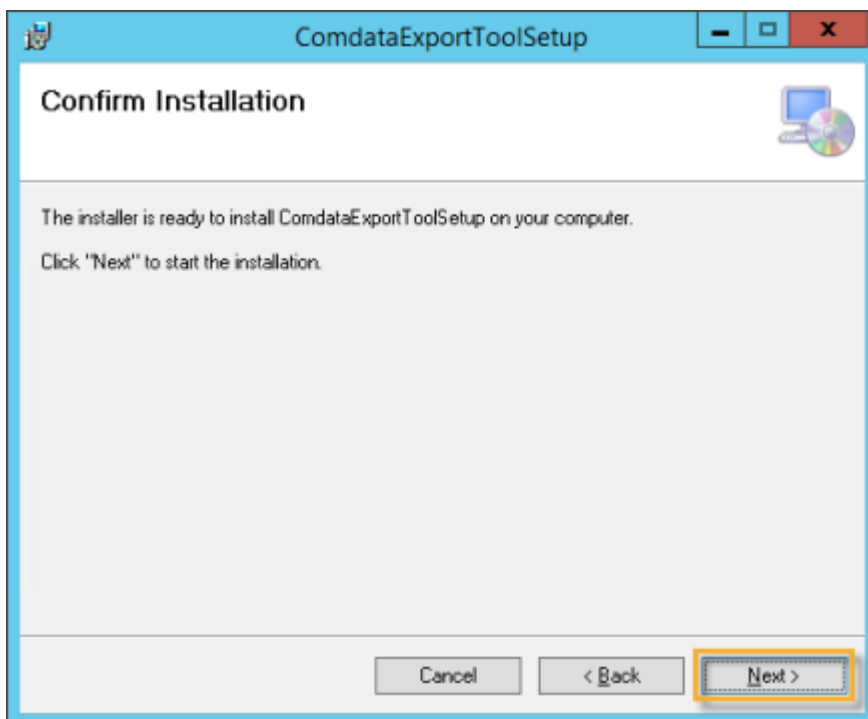 ComdataExportToolSetup
Confirm Installation
The installer is ready to install ComdataExportToolSetup on your computer.
Click "Next" to start the installation.
Cancel
< Back
Next >